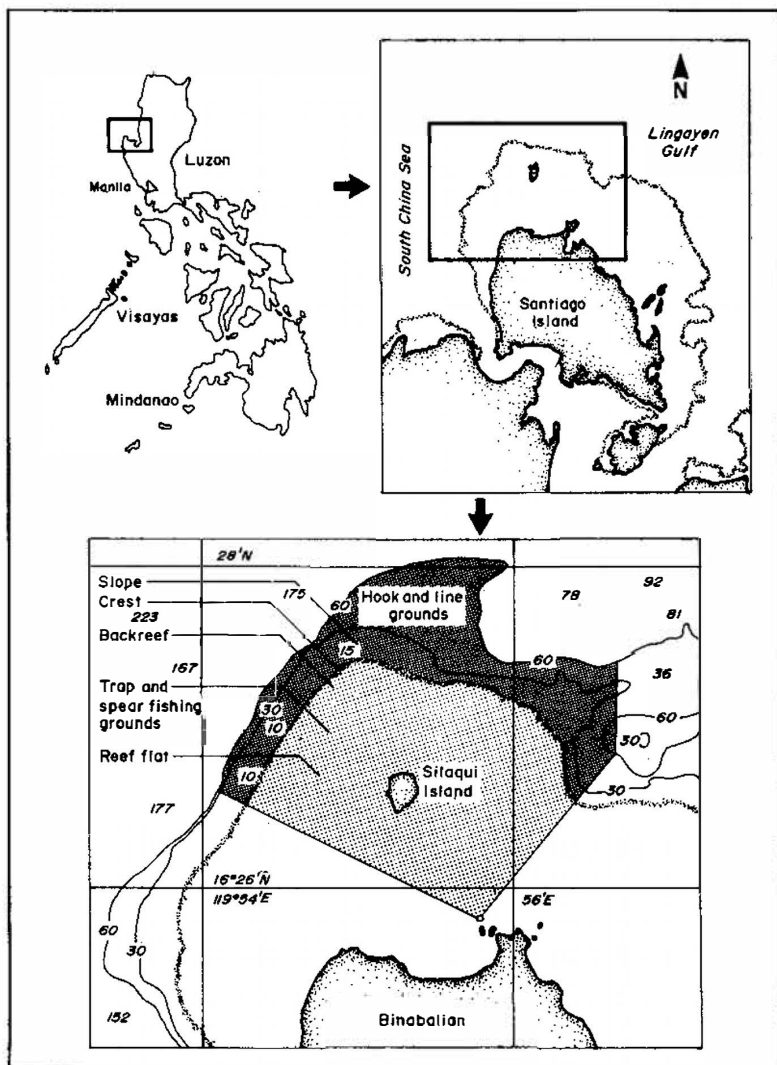 Luzon
Manila
Visayas
Mindanao
N
Lingayen
Gulf
South China Sea
Santiago
Island
28'N
Slope
Crest
Backreef
Trap and
spear fishing
grounds
Reef flat
Hook and line
grounds
175
223
167
177
60
15
30
10
10
78
92
81
60
36
60
30
30
Silaqui
Island
16°26'N
119°54'E
56'E
60
30
152
Binabalian